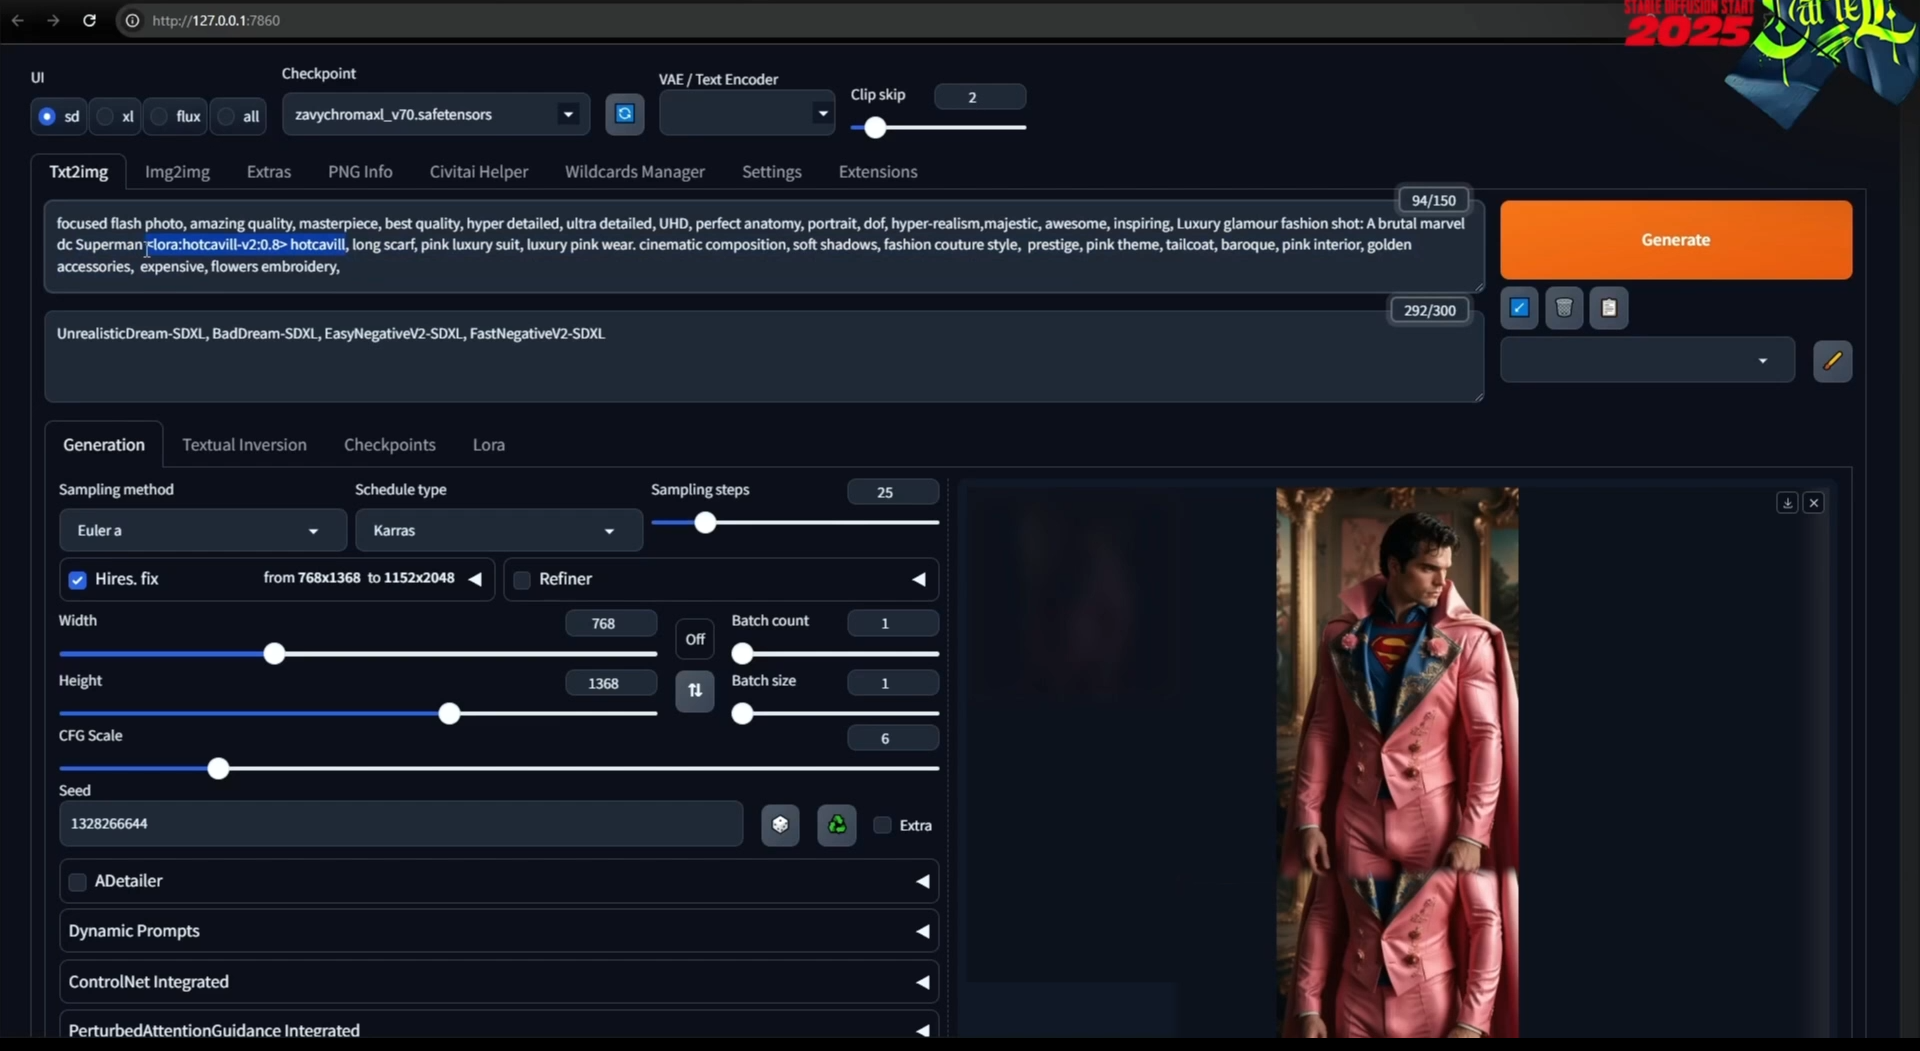 http://127.0.0.1:7860
STABLE DIFFUSION START
2025
UI
Checkpoint
VAE / Text Encoder
Clip skip
2
sd
xl
flux
all
zavychromaxl_v70.safetensors
Txt2img
Img2img
Extras
PNG Info
Civitai Helper
Wildcards Manager
Settings
Extensions
94/150
focused flash photo, amazing quality, masterpiece, best quality, hyper detailed, ultra detailed, UHD, perfect anatomy, portrait, dof, hyper-realism,majestic, awesome, inspiring, Luxury glamour fashion shot: A brutal marvel
dc Superman <lora:hotcavill-v2:0.8> hotcavill, long scarf, pink luxury suit, luxury pink wear. cinematic composition, soft shadows, fashion couture style, prestige, pink theme, tailcoat, baroque, pink interior, golden
accessories, expensive, flowers embroidery,
Generate
292/300
UnrealisticDream-SDXL, BadDream-SDXL, EasyNegativeV2-SDXL, FastNegativeV2-SDXL
Generation
Textual Inversion
Checkpoints
Lora
Sampling method
Schedule type
Sampling steps
25
Euler a
Karras
Hires. fix
from 768x1368 to 1152x2048
Refiner
Width
768
Off
Batch count
1
Height
1368
Batch size
1
CFG Scale
6
Seed
1328266644
Extra
ADetailer
Dynamic Prompts
ControlNet Integrated
PerturbedAttentionGuidance Integrated